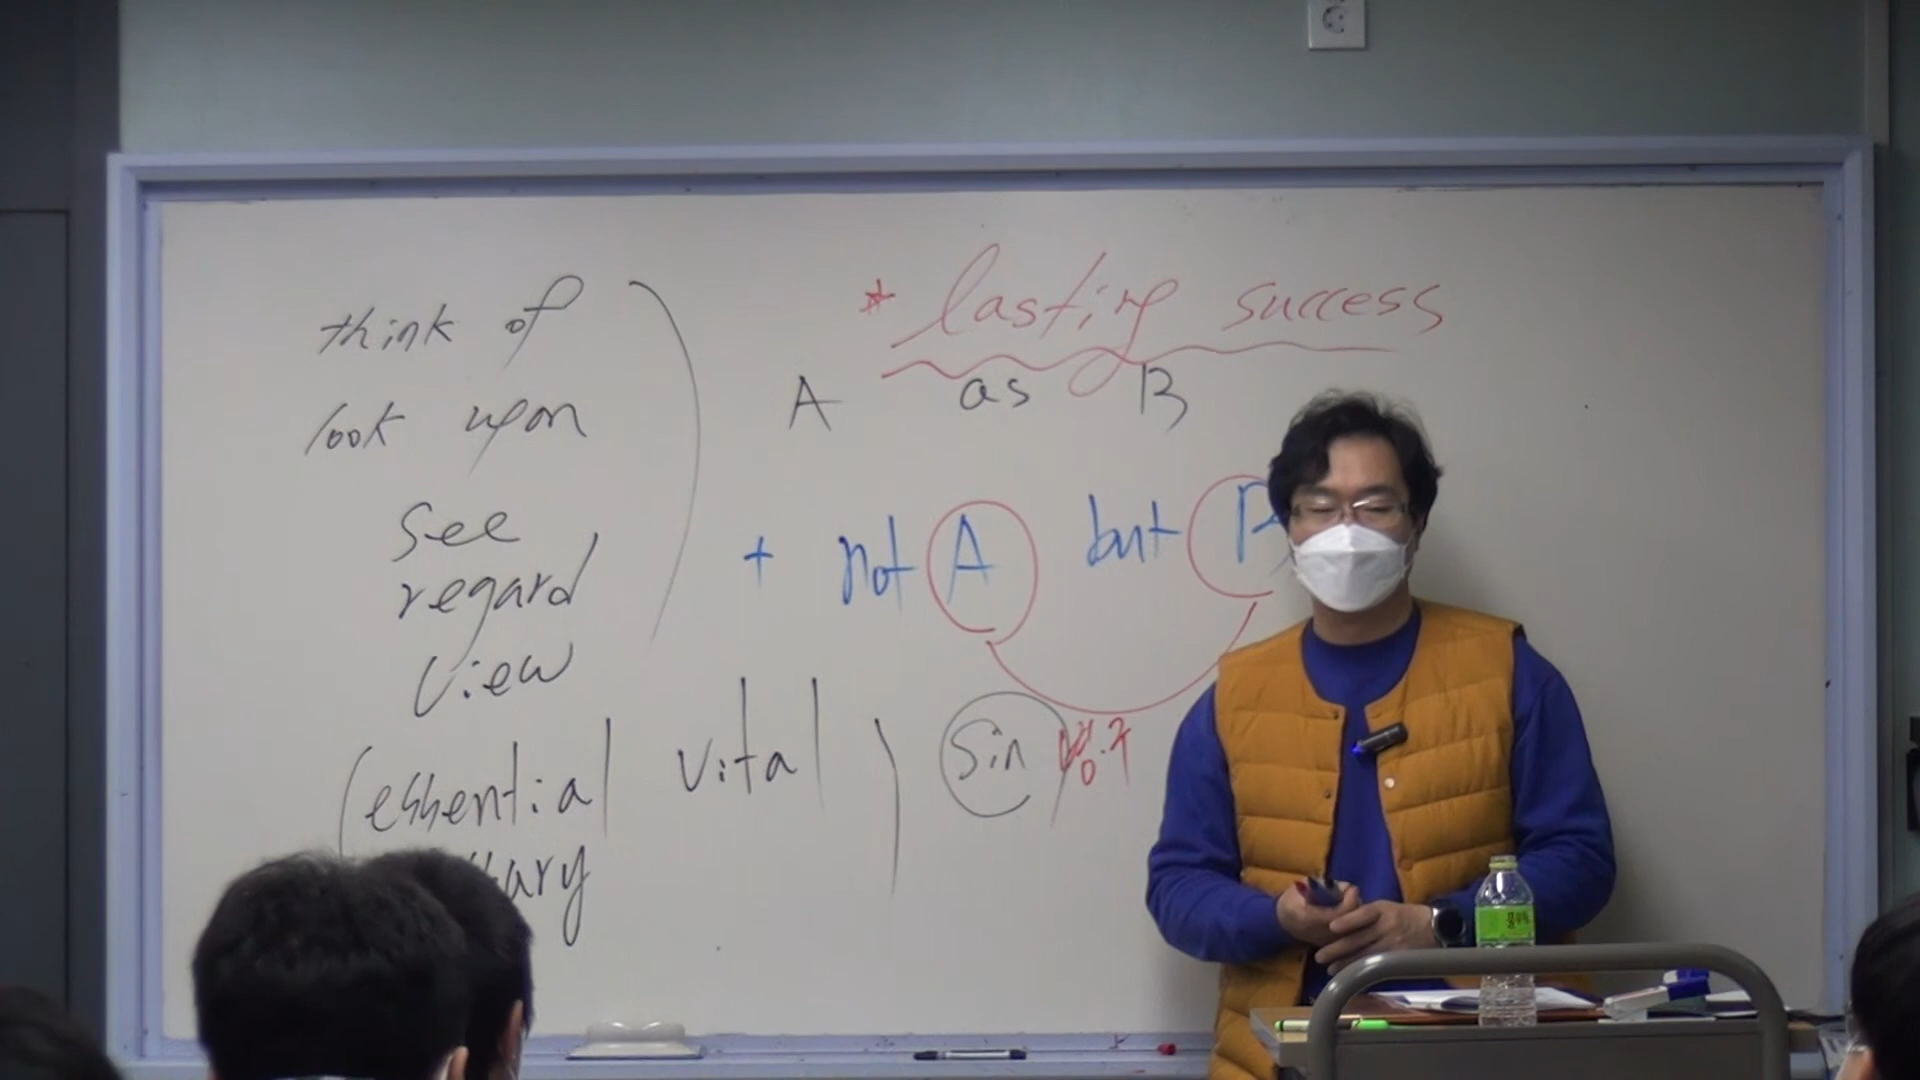 * lasting success
think of
look upon
A as B
see
regard
+ not A but
view
(essential vital) sin